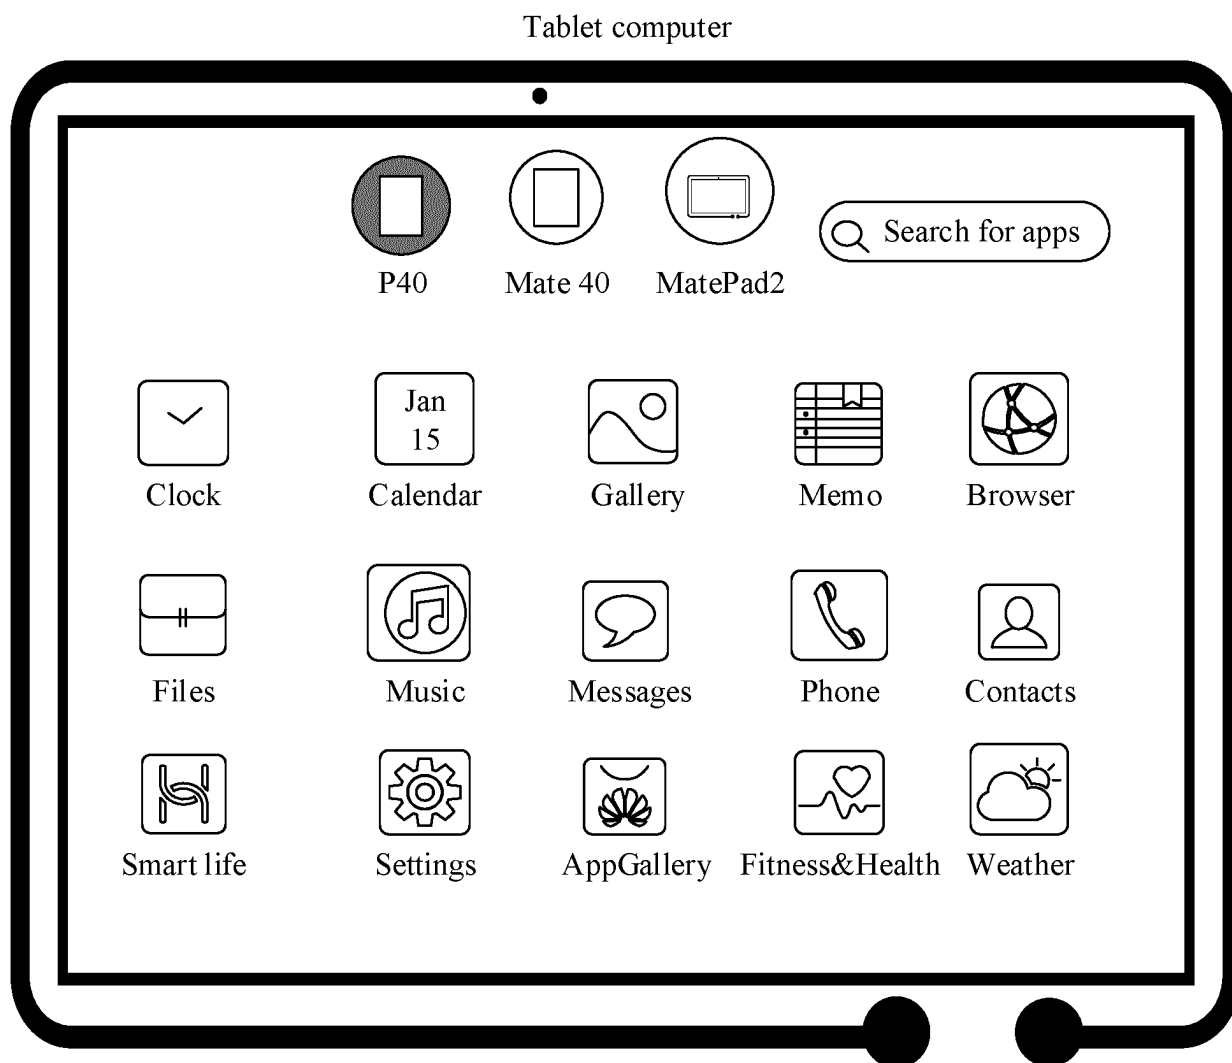 Tablet computer
Search for apps
P40
Mate 40
MatePad2
Jan
15
Clock
Calendar
Gallery
Memo
Browser
Files
Music
Messages
Phone
Contacts
Smart life
Settings
AppGallery
Fitness&Health
Weather